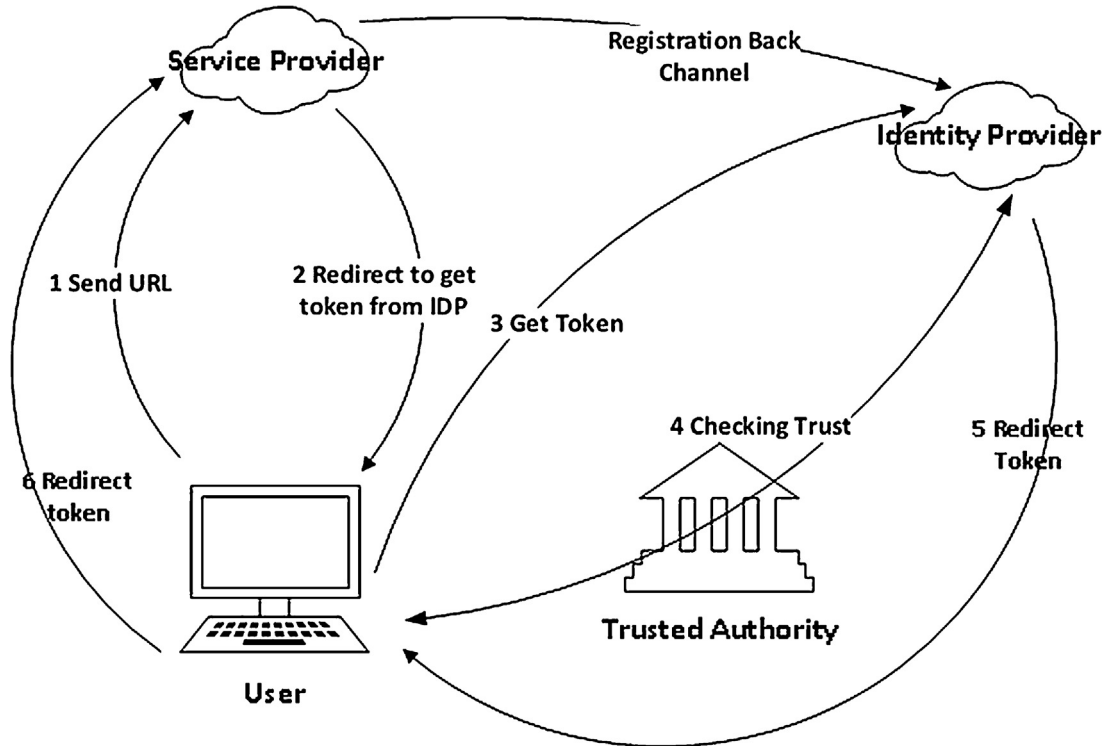 Service Provider
Registration Back
Channel
Identity Provider
1 Send URL
2 Redirect to get
token from IDP
3 Get Token
4 Checking Trust
5 Redirect
Token
6 Redirect
token
Trusted Authority
User